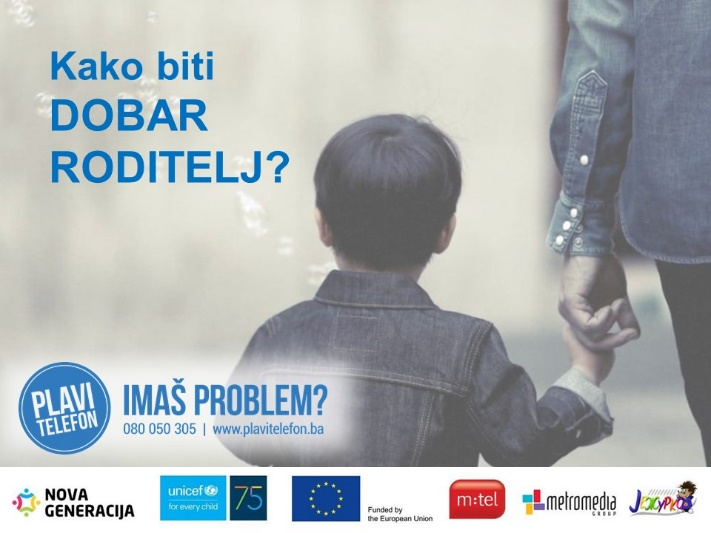 Kako biti
DOBAR
RODITELJ?
PLAVI
TELEFON
IMAŠ PROBLEM?
080 050 305 | www.plavitelefon.ba
NOVA
GENERACIJA
unicef
for every child
75
Funded by
the European Union
m:tel
metromedia
GROUP